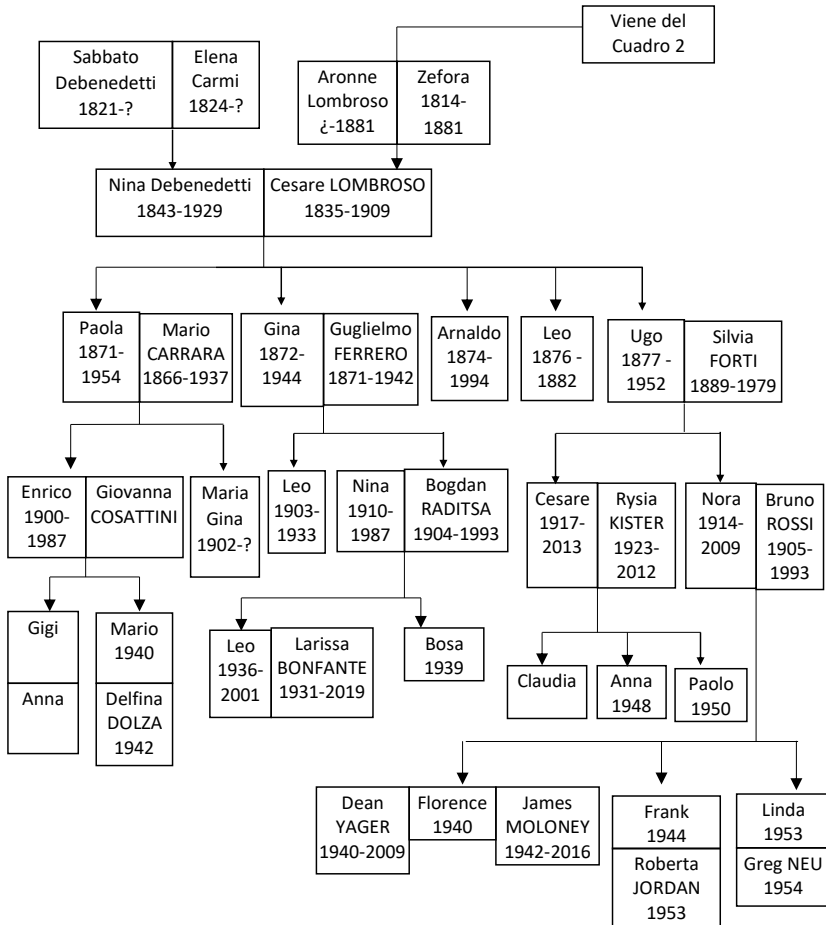 Viene del
Cuadro 2
Sabbato
Debenedetti
1821-?
Elena
Carmi
1824-?
Aronne
Lombroso
¿-1881
Zefora
1814-
1881
Nina Debenedetti
1843-1929
Cesare LOMBROSO
1835-1909
Paola
1871-
1954
Mario
CARRARA
1866-1937
Gina
1872-
1944
Guglielmo
FERRERO
1871-1942
Arnaldo
1874-
1994
Leo
1876 -
1882
Ugo
1877 -
1952
Silvia
FORTI
1889-1979
Enrico
1900-
1987
Giovanna
COSATTINI
Maria
Gina
1902-?
Leo
1903-
1933
Nina
1910-
1987
Bogdan
RADITSA
1904-1993
Cesare
1917-
2013
Rysia
KISTER
1923-
2012
Nora
1914-
2009
Bruno
ROSSI
1905-
1993
Gigi
Anna
Mario
1940
Delfina
DOLZA
1942
Leo
1936-
2001
Larissa
BONFANTE
1931-2019
Bosa
1939
Claudia
Anna
1948
Paolo
1950
Dean
YAGER
1940-2009
Florence
1940
James
MOLONEY
1942-2016
Frank
1944
Roberta
JORDAN
1953
Linda
1953
Greg NEU
1954